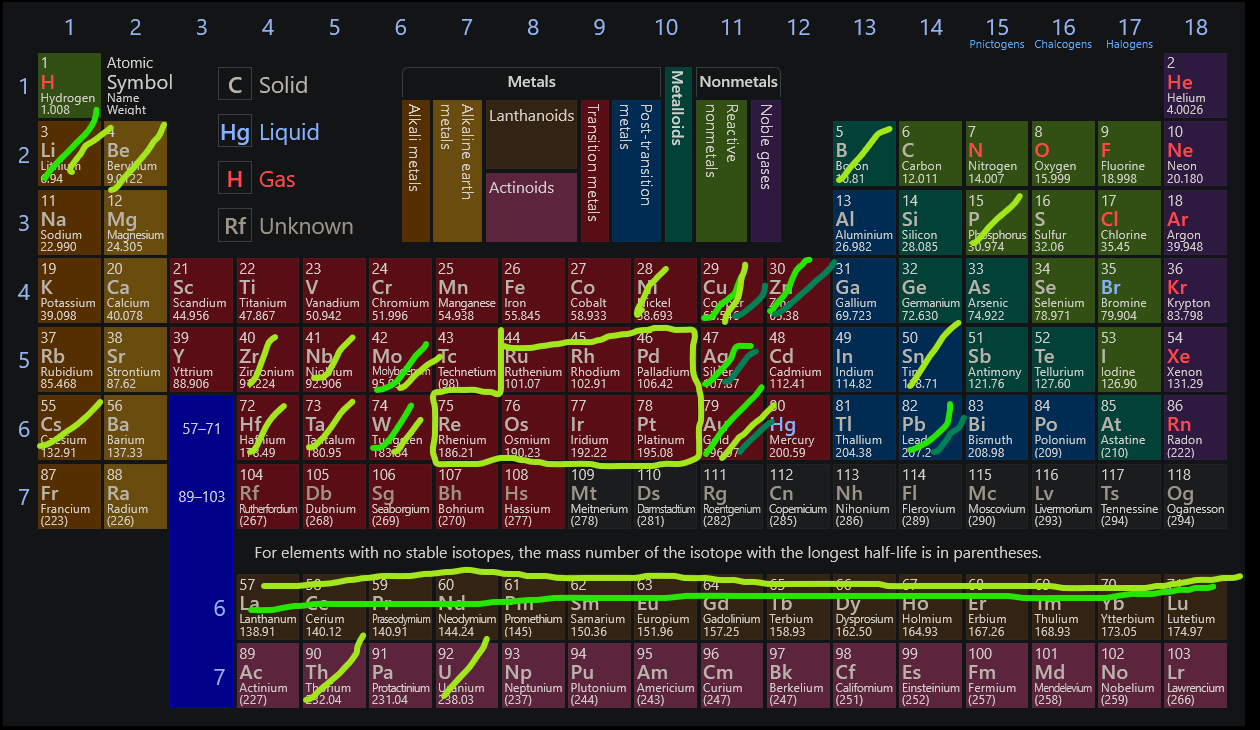 1 2 3 4 5 6 7 8 9 10 11 12 13 14 15 16 17 18
Pnictogens Chalcogens Halogens
1 Atomic 2
1 H Symbol C Solid Metals Metalloids Nonmetals He
Hydrogen Name Helium
1.008 Weight 4.0026
Hg Liquid
H Gas
Rf Unknown
Alkali metals
Alkaline earth metals
Lanthanoids
Actinoids
Transition metals
Post-transition metals
Reactive nonmetals
Noble gases
3 4 5 6 7 8 9 10
2 Li Be B C N O F Ne
Lithium Beryllium Boron Carbon Nitrogen Oxygen Fluorine Neon
6.94 9.0122 10.81 12.011 14.007 15.999 18.998 20.180
11 12 13 14 15 16 17 18
3 Na Mg Al Si P S Cl Ar
Sodium Magnesium Aluminium Silicon Phosphorus Sulfur Chlorine Argon
22.990 24.305 26.982 28.085 30.974 32.06 35.45 39.948
19 20 21 22 23 24 25 26 27 28 29 30 31 32 33 34 35 36
4 K Ca Sc Ti V Cr Mn Fe Co Ni Cu Zn Ga Ge As Se Br Kr
Potassium Calcium Scandium Titanium Vanadium Chromium Manganese Iron Cobalt Nickel Copper Zinc Gallium Germanium Arsenic Selenium Bromine Krypton
39.098 40.078 44.956 47.867 50.942 51.996 54.938 55.845 58.933 58.693 63.546 65.38 69.723 72.630 74.922 78.971 79.904 83.798
37 38 39 40 41 42 43 44 45 46 47 48 49 50 51 52 53 54
5 Rb Sr Y Zr Nb Mo Tc Ru Rh Pd Ag Cd In Sn Sb Te I Xe
Rubidium Strontium Yttrium Zirconium Niobium Molybdenum Technetium Ruthenium Rhodium Palladium Silver Cadmium Indium Tin Antimony Tellurium Iodine Xenon
85.468 87.62 88.906 91.224 92.906 95.95 (98) 101.07 102.91 106.42 107.87 112.41 114.82 118.71 121.76 127.60 126.90 131.29
55 56 72 73 74 75 76 77 78 79 80 81 82 83 84 85 86
6 Cs Ba 57–71 Hf Ta W Re Os Ir Pt Au Hg Tl Pb Bi Po At Rn
Caesium Barium Hafnium Tantalum Tungsten Rhenium Osmium Iridium Platinum Gold Mercury Thallium Lead Bismuth Polonium Astatine Radon
132.91 137.33 178.49 180.95 183.84 186.21 190.23 192.22 195.08 196.97 200.59 204.38 207.2 208.98 (209) (210) (222)
87 88 104 105 106 107 108 109 110 111 112 113 114 115 116 117 118
7 Fr Ra 89–103 Rf Db Sg Bh Hs Mt Ds Rg Cn Nh Fl Mc Lv Ts Og
Francium Radium Rutherfordium Dubnium Seaborgium Bohrium Hassium Meitnerium Darmstadtium Roentgenium Copernicium Nihonium Flerovium Moscovium Livermorium Tennessine Oganesson
(223) (226) (267) (268) (269) (270) (277) (278) (281) (282) (285) (286) (289) (290) (293) (294) (294)
For elements with no stable isotopes, the mass number of the isotope with the longest half-life is in parentheses.
57 58 59 60 61 62 63 64 65 66 67 68 69 70 71
6 La Ce Pr Nd Pm Sm Eu Gd Tb Dy Ho Er Tm Yb Lu
Lanthanum Cerium Praseodymium Neodymium Promethium Samarium Europium Gadolinium Terbium Dysprosium Holmium Erbium Thulium Ytterbium Lutetium
138.91 140.12 140.91 144.24 (145) 150.36 151.96 157.25 158.93 162.50 164.93 167.26 168.93 173.05 174.97
89 90 91 92 93 94 95 96 97 98 99 100 101 102 103
7 Ac Th Pa U Np Pu Am Cm Bk Cf Es Fm Md No Lr
Actinium Thorium Protactinium Uranium Neptunium Plutonium Americium Curium Berkelium Californium Einsteinium Fermium Mendelevium Nobelium Lawrencium
(227) 232.04 231.04 238.03 (237) (244) (243) (247) (247) (251) (252) (257) (258) (259) (266)